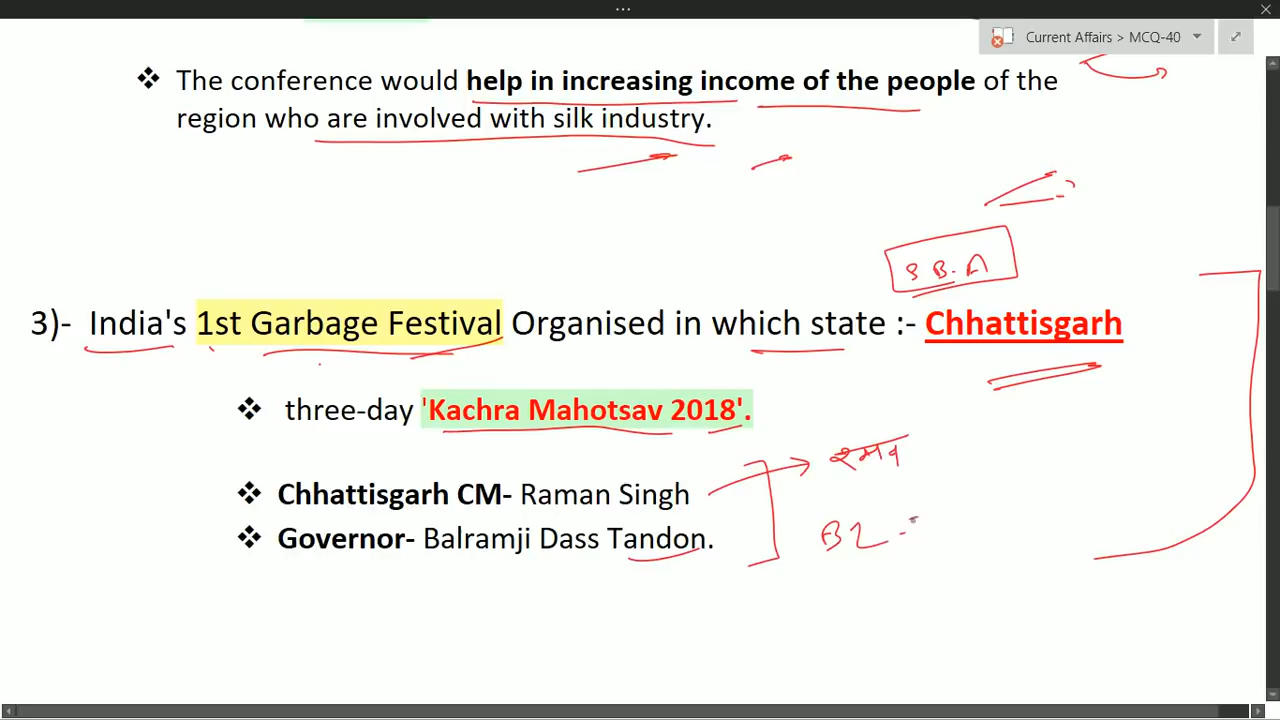 Current Affairs > MCQ-40
❖ The conference would help in increasing income of the people of the
region who are involved with silk industry.
S B. A
3)- India's 1st Garbage Festival Organised in which state :- Chhattisgarh
❖ three-day 'Kachra Mahotsav 2018'.
❖ Chhattisgarh CM- Raman Singh
❖ Governor- Balramji Dass Tandon.